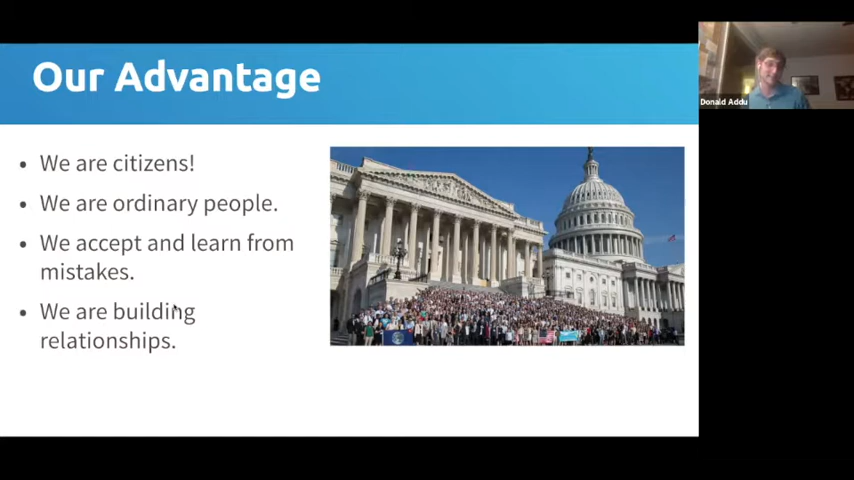 Our Advantage
Donald Addu
• We are citizens!
• We are ordinary people.
• We accept and learn from
mistakes.
• We are building
relationships.